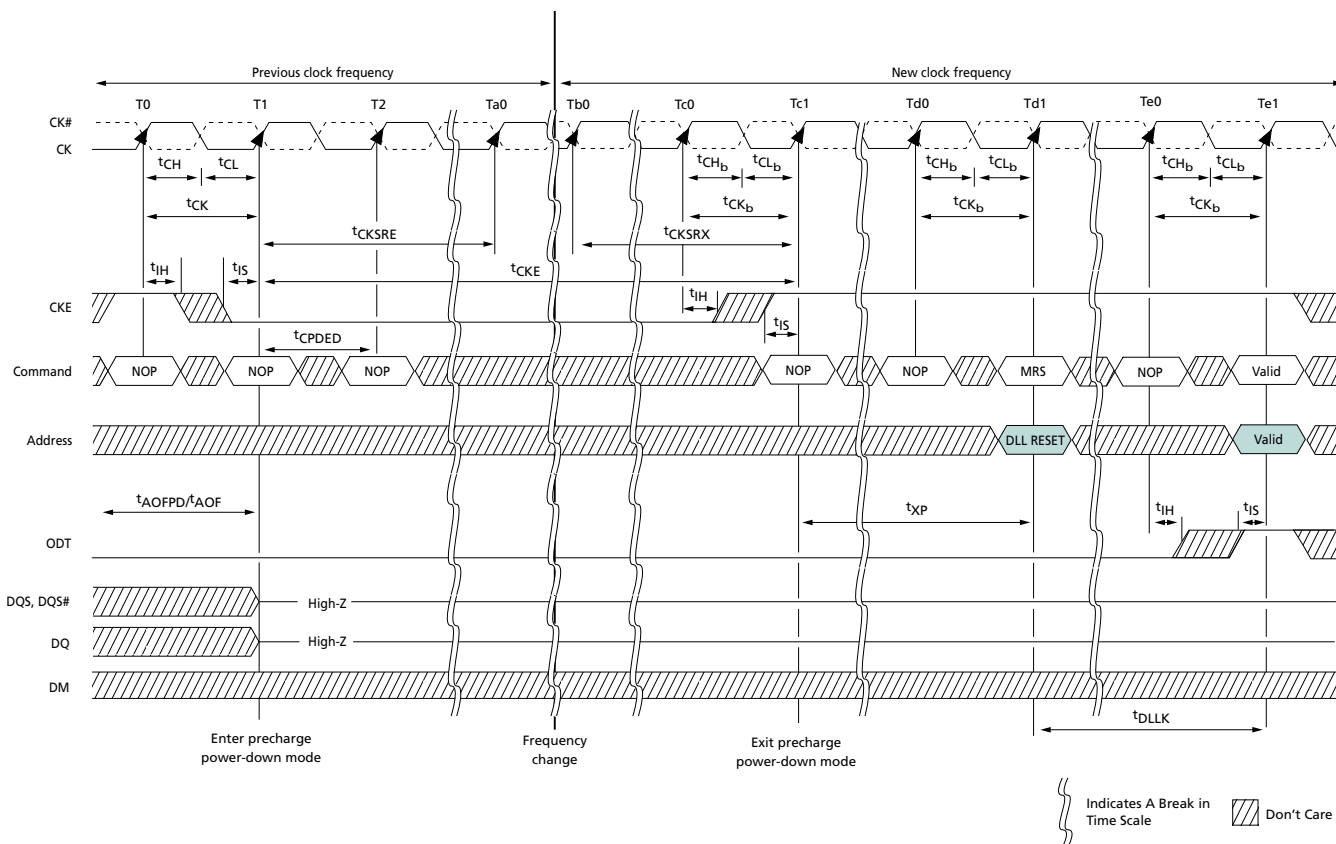 Previous clock frequency New clock frequency
T0 T1 T2 Ta0 Tb0 Tc0 Tc1 Td0 Td1 Te0 Te1
CK#
CK
tCH tCL tCHb tCLb tCHb tCLb tCHb tCLb
tCK tCKb tCKb tCKb
tCKSRE tCKSRX
tIH tIS tCKE
CKE tIH
tIS
tCPDED
Command NOP NOP NOP NOP NOP MRS NOP Valid
Address DLL RESET Valid
tAOFPD/tAOF tXP tIH tIS
ODT
DQS, DQS# High-Z
DQ High-Z
DM
tDLLK
Enter precharge
power-down mode
Frequency
change
Exit precharge
power-down mode
Indicates A Break in
Time Scale
Don't Care